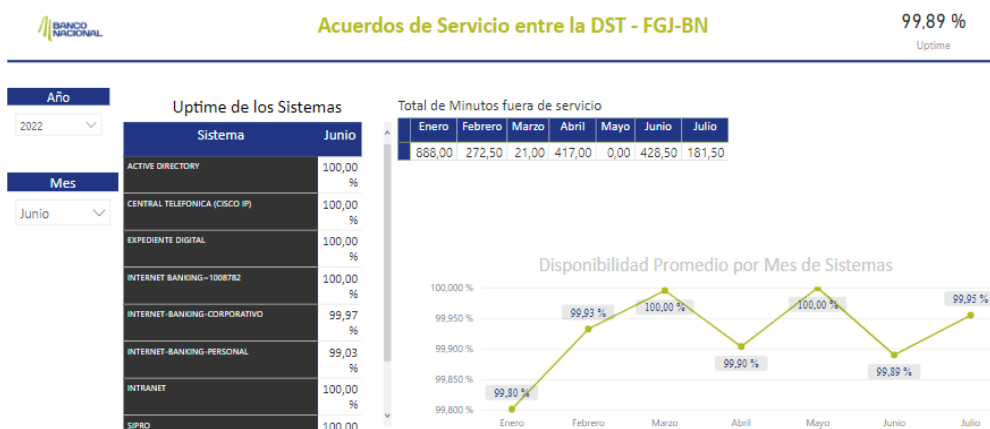 BANCO
NACIONAL
Acuerdos de Servicio entre la DST - FGJ-BN
99,89 %
Uptime
Año
2022
Mes
Junio
Uptime de los Sistemas
Sistema Junio
ACTIVE DIRECTORY 100,00
%
CENTRAL TELEFONICA (CISCO IP) 100,00
%
EXPEDIENTE DIGITAL 100,00
%
INTERNET BANKING~1008782 100,00
%
INTERNET-BANKING-CORPORATIVO 99,97
%
INTERNET-BANKING-PERSONAL 99,03
%
INTRANET 100,00
%
SIPRO 100,00
Total de Minutos fuera de servicio
Enero Febrero Marzo Abril Mayo Junio Julio
888,00 272,50 21,00 417,00 0,00 428,50 181,50
Disponibilidad Promedio por Mes de Sistemas
100,000 %
99,950 %
99,900 %
99,850 %
99,800 %
99,80 %
99,93 %
100,00 %
99,90 %
100,00 %
99,89 %
99,95 %
Enero Febrero Marzo Abril Mayo Junio Julio